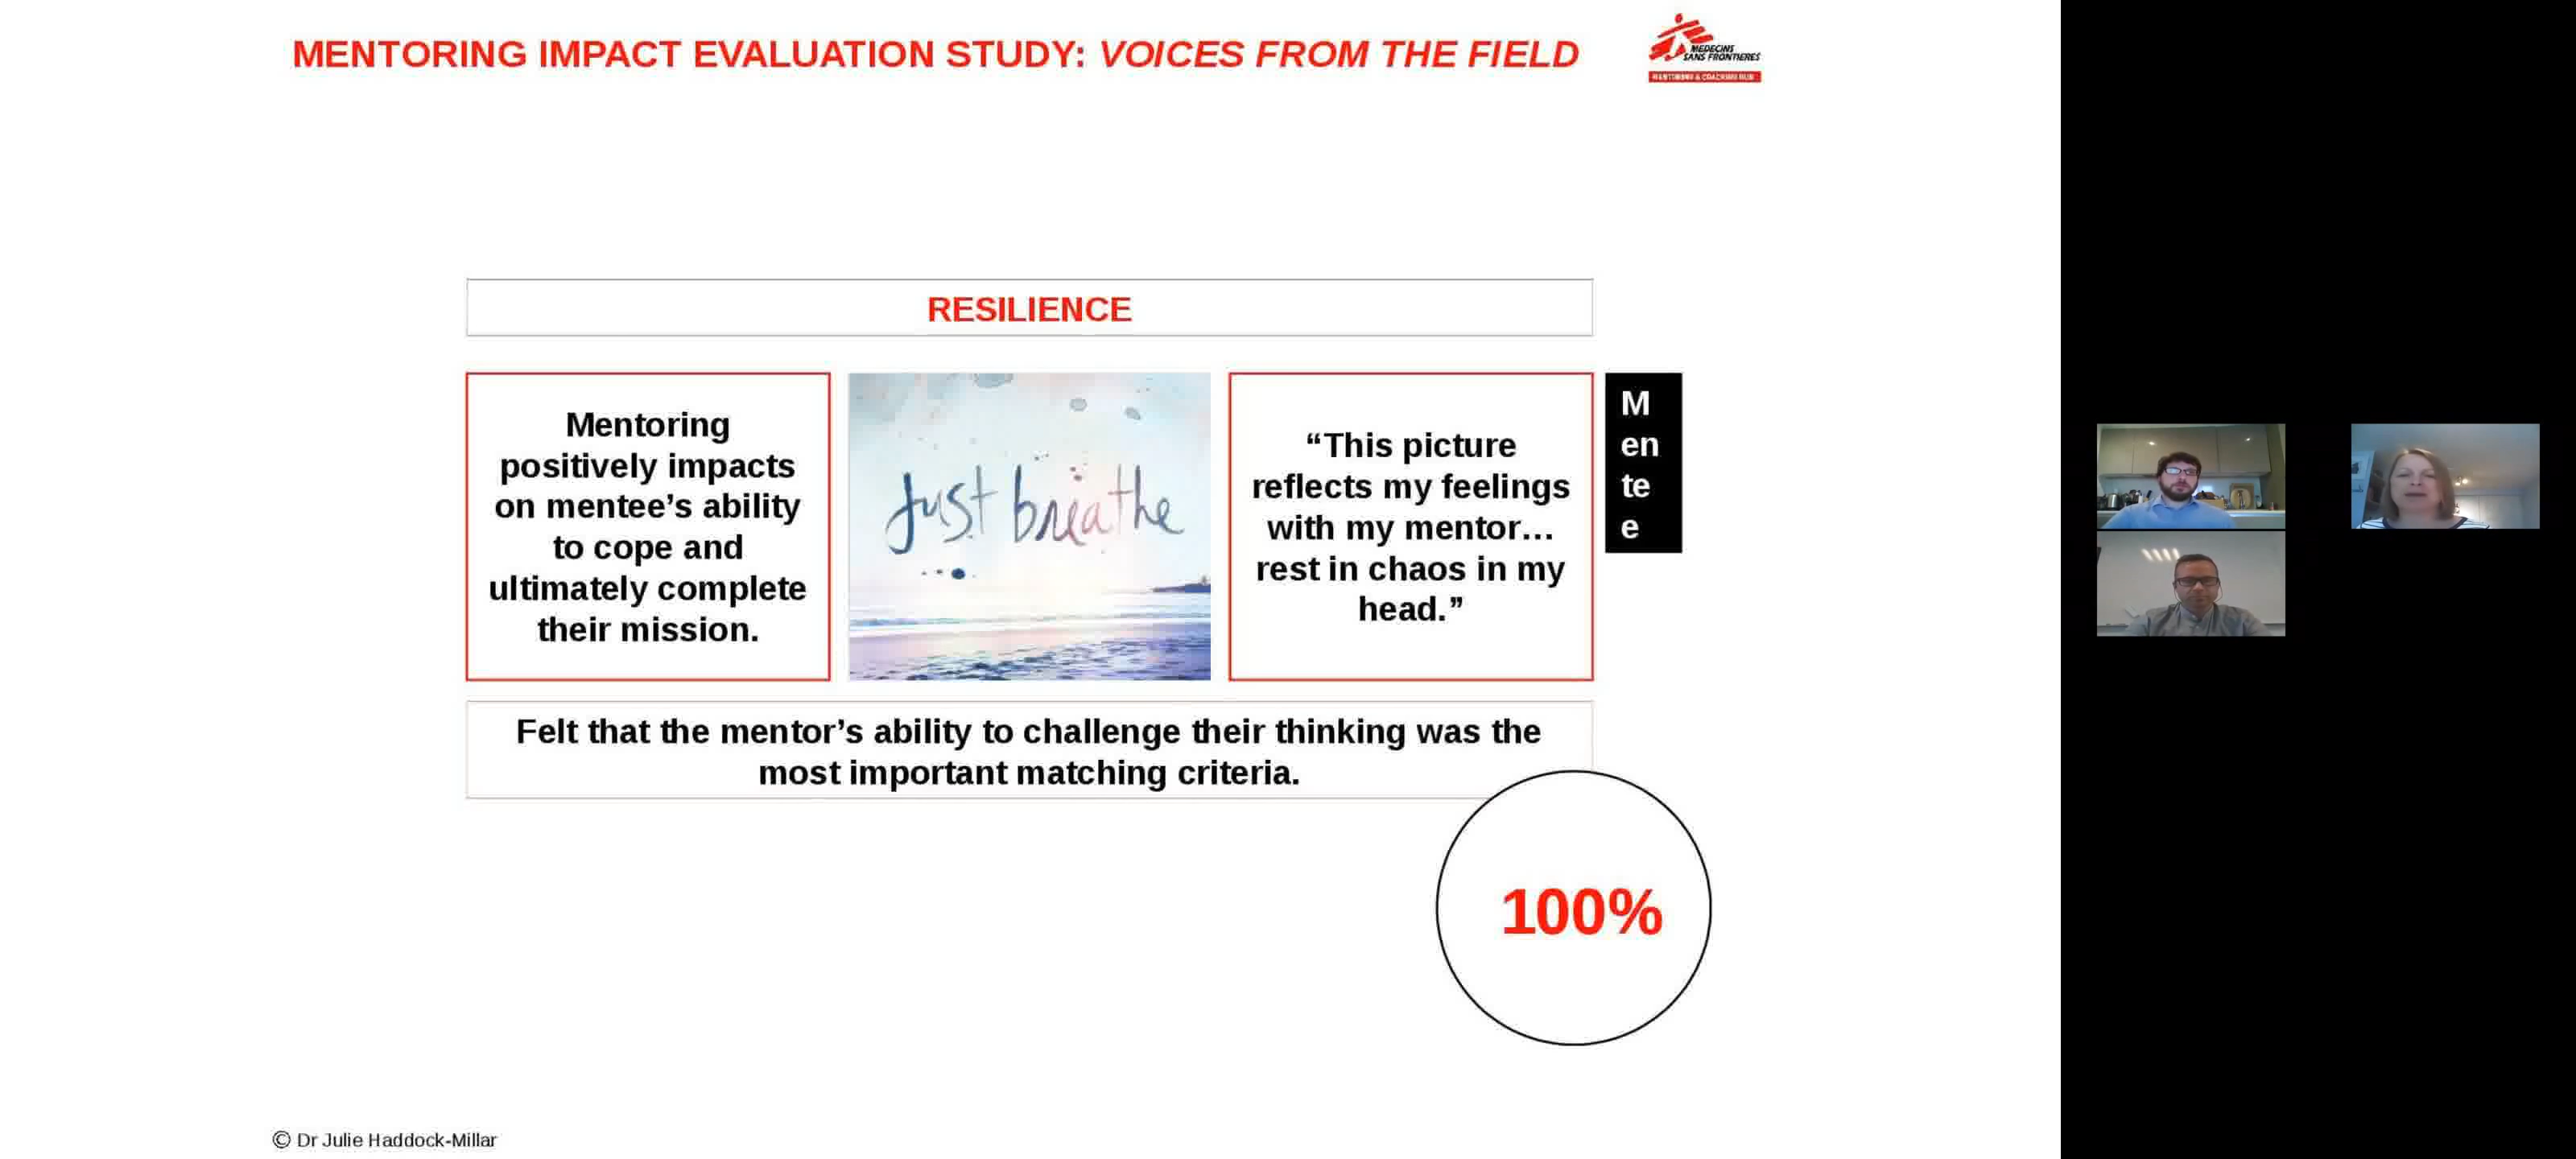 MENTORING IMPACT EVALUATION STUDY: VOICES FROM THE FIELD
MEDECINS
SANS FRONTIERES
MENTORING & COACHING HUB
RESILIENCE
Mentoring
positively impacts
on mentee’s ability
to cope and
ultimately complete
their mission.
Just breathe
“This picture
reflects my feelings
with my mentor…
rest in chaos in my
head.”
M
en
te
e
Felt that the mentor’s ability to challenge their thinking was the
most important matching criteria.
100%
© Dr Julie Haddock-Millar